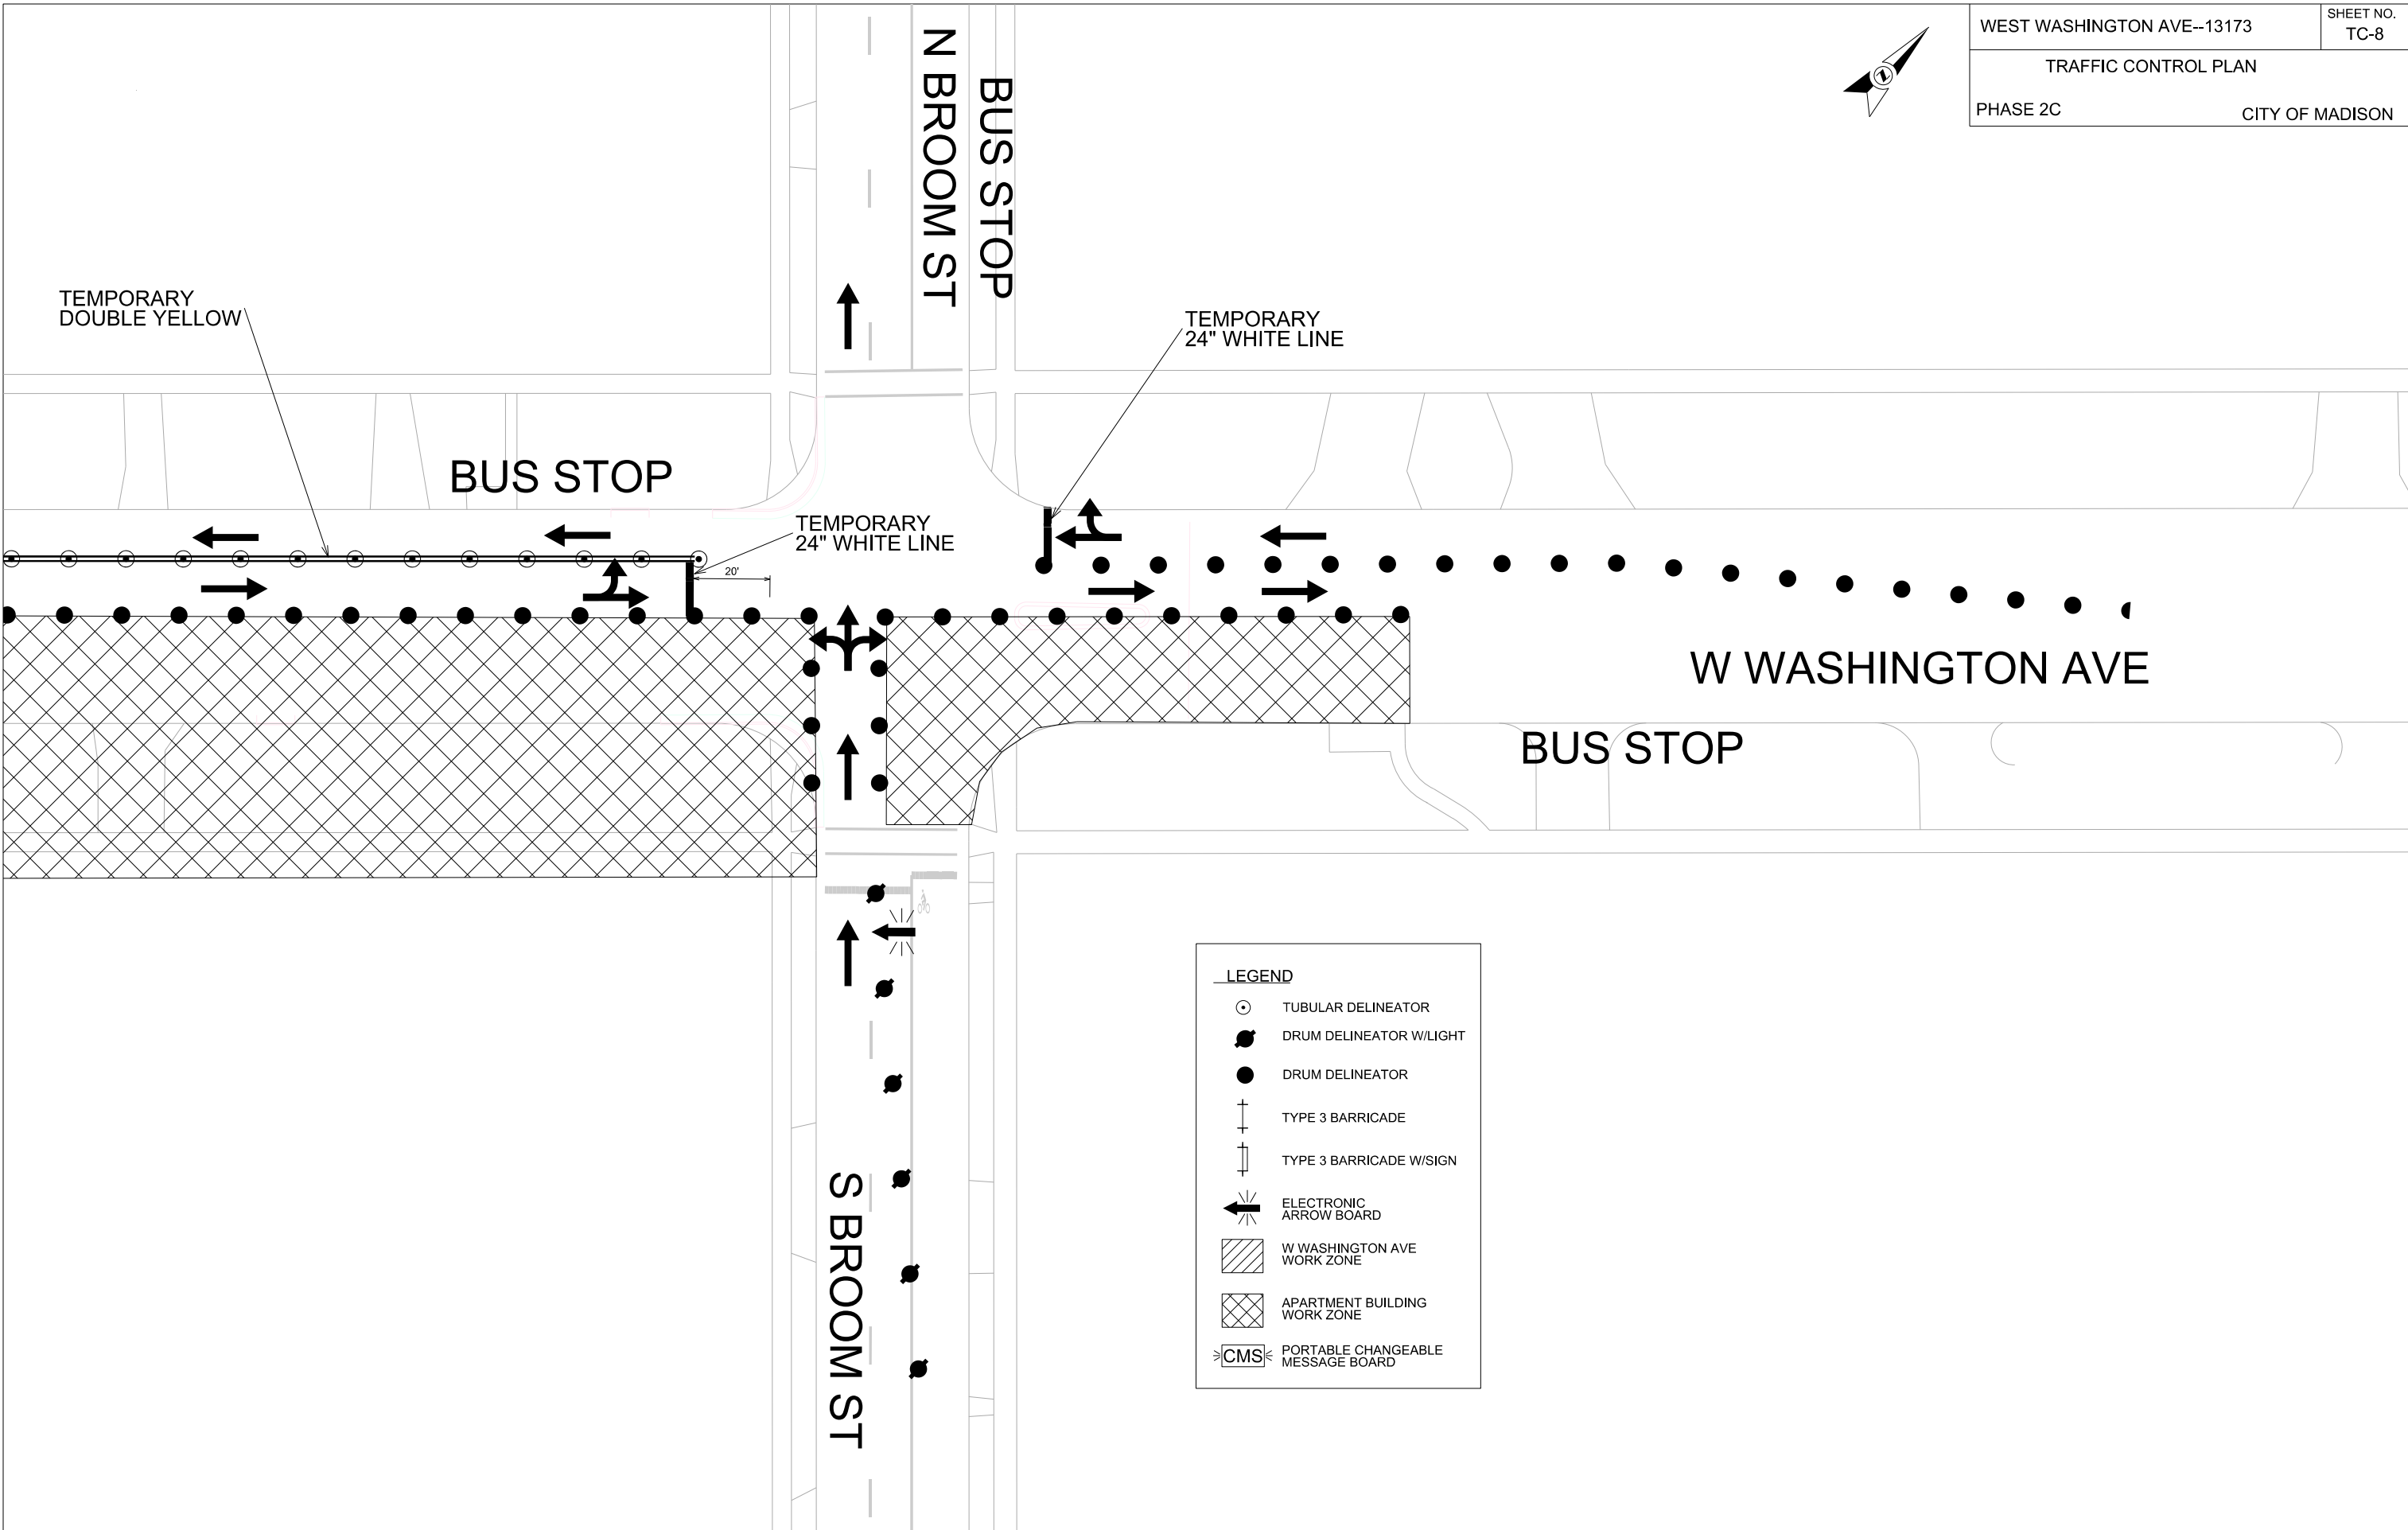 WEST WASHINGTON AVE--13173
SHEET NO.
TC-8
TRAFFIC CONTROL PLAN
PHASE 2C
CITY OF MADISON
N BROOM ST
BUS STOP
TEMPORARY
DOUBLE YELLOW
TEMPORARY
24" WHITE LINE
BUS STOP
TEMPORARY
24" WHITE LINE
20'
W WASHINGTON AVE
BUS STOP
S BROOM ST
LEGEND
TUBULAR DELINEATOR
DRUM DELINEATOR W/LIGHT
DRUM DELINEATOR
TYPE 3 BARRICADE
TYPE 3 BARRICADE W/SIGN
ELECTRONIC
ARROW BOARD
W WASHINGTON AVE
WORK ZONE
APARTMENT BUILDING
WORK ZONE
CMS
PORTABLE CHANGEABLE
MESSAGE BOARD